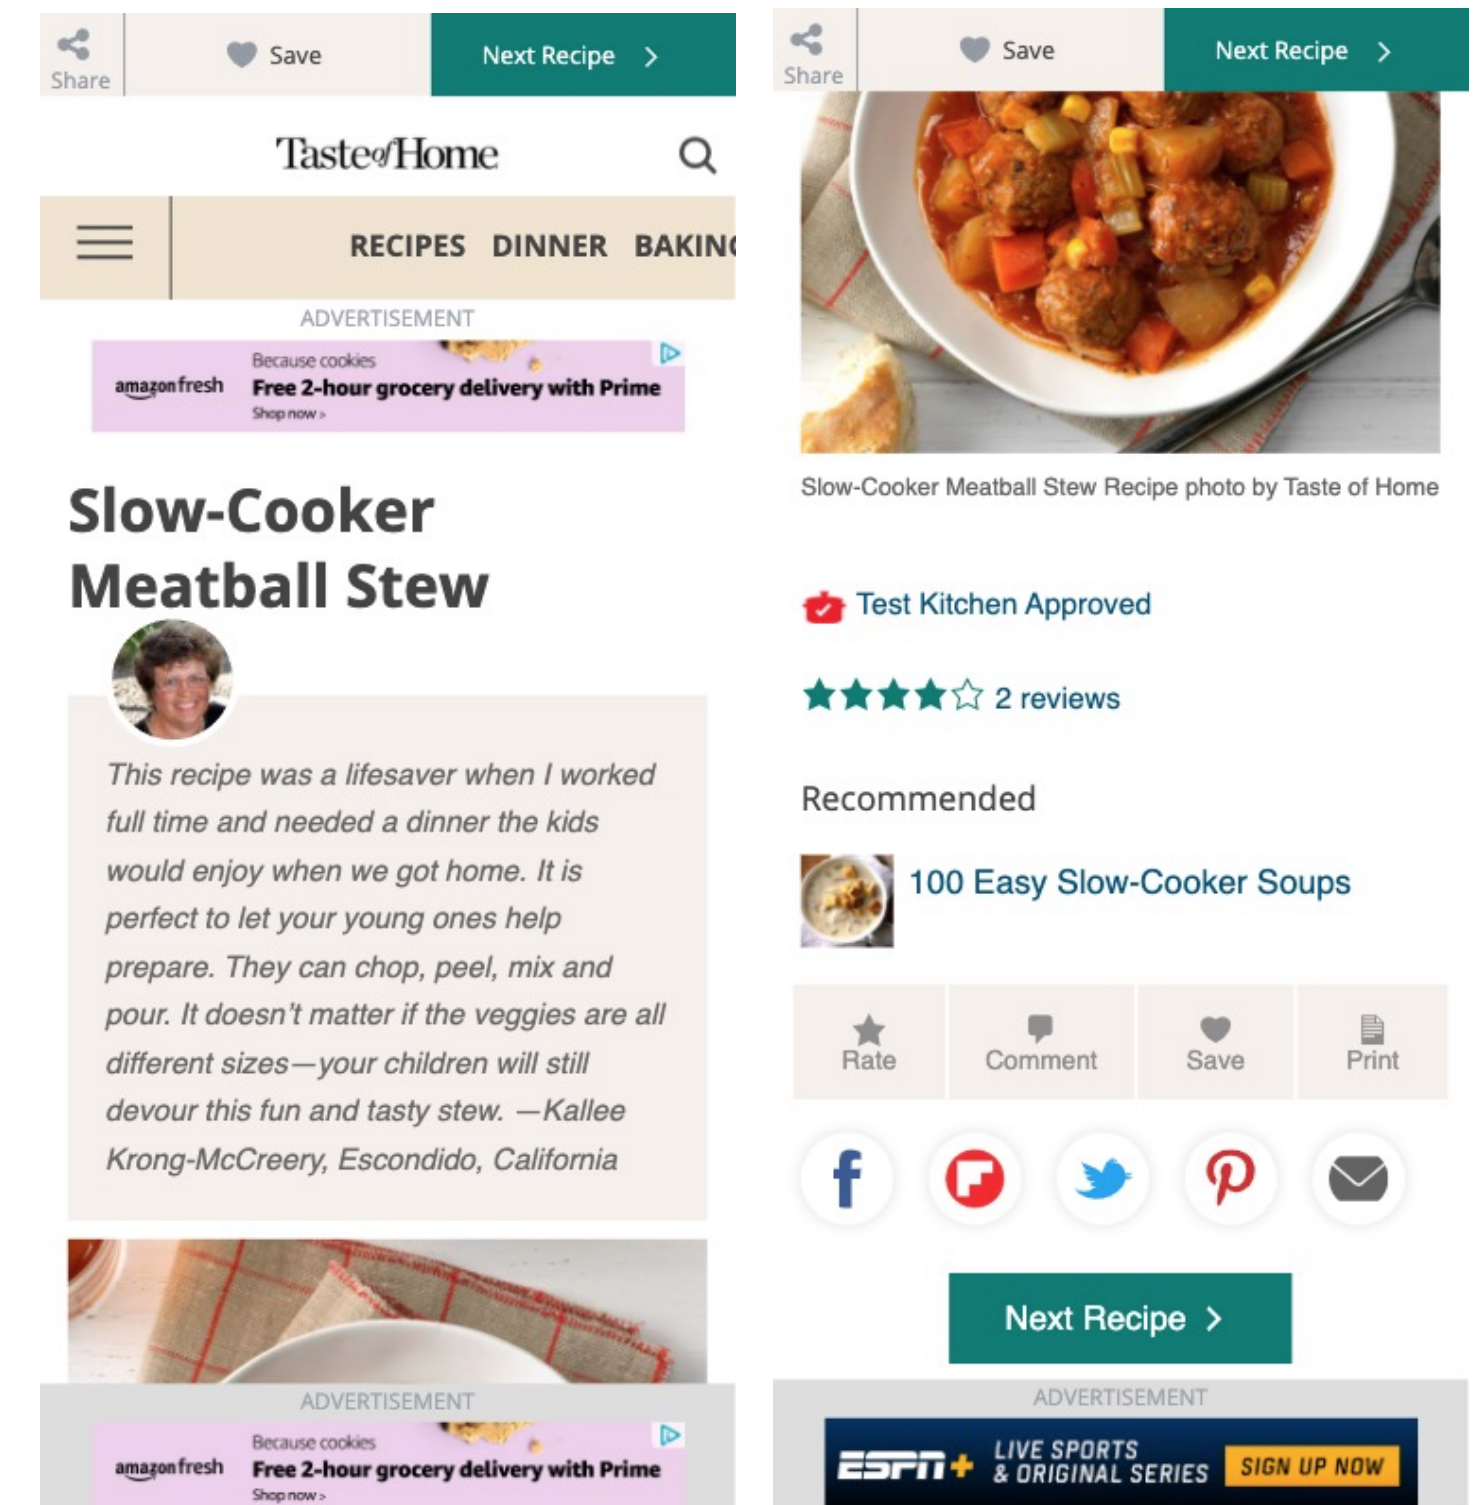 Share
Save
Next Recipe
Taste of Home
RECIPES DINNER BAKING
ADVERTISEMENT
amazon fresh
Because cookies
Free 2-hour grocery delivery with Prime
Shop now >
Slow-Cooker
Meatball Stew
This recipe was a lifesaver when I worked
full time and needed a dinner the kids
would enjoy when we got home. It is
perfect to let your young ones help
prepare. They can chop, peel, mix and
pour. It doesn't matter if the veggies are all
different sizes—your children will still
devour this fun and tasty stew. —Kallee
Krong-McCreery, Escondido, California
ADVERTISEMENT
amazon fresh
Because cookies
Free 2-hour grocery delivery with Prime
Shop now >
Share
Save
Next Recipe
Slow-Cooker Meatball Stew Recipe photo by Taste of Home
Test Kitchen Approved
2 reviews
Recommended
100 Easy Slow-Cooker Soups
Rate
Comment
Save
Print
Next Recipe
ADVERTISEMENT
ESPN+
LIVE SPORTS
& ORIGINAL SERIES
SIGN UP NOW